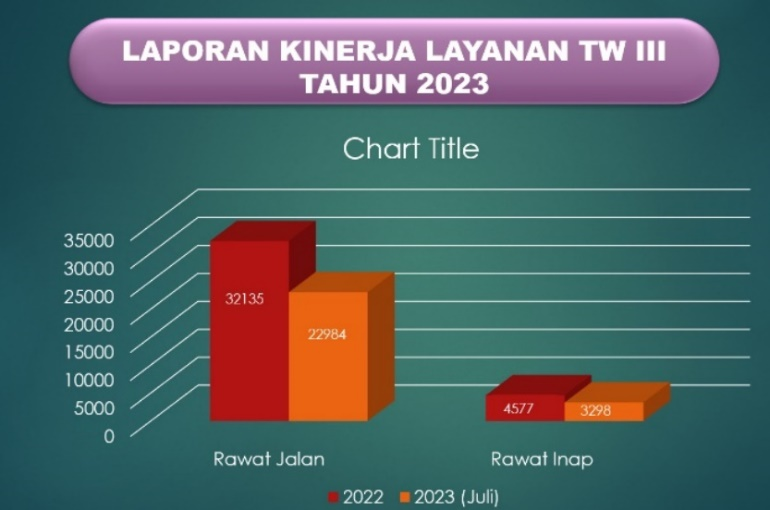 LAPORAN KINERJA LAYANAN TW III
TAHUN 2023
Chart Title
35000
30000
25000
20000
15000
10000
5000
0
32135
22984
4577
3298
Rawat Jalan
Rawat Inap
2022
2023 (Juli)